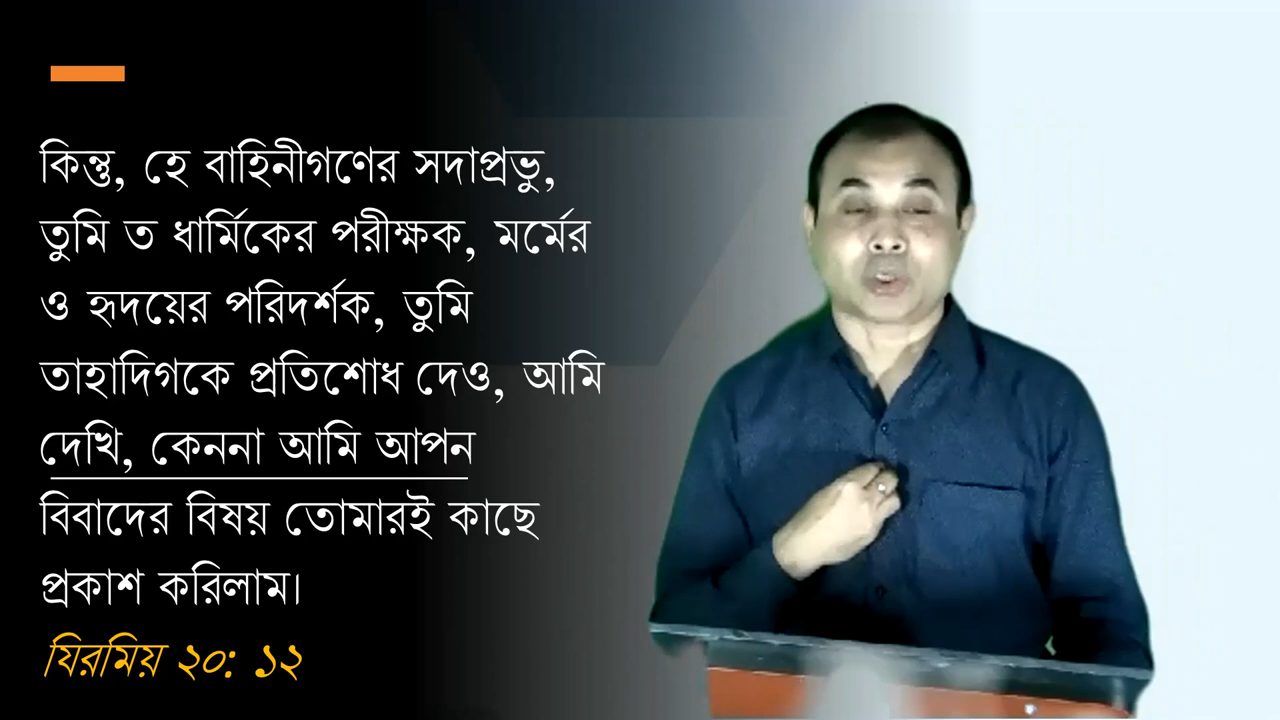 কিন্তু, হে বাহিনীগণের সদাপ্রভু,
তুমি ত ধার্মিকের পরীক্ষক, মর্মের
ও হৃদয়ের পরিদর্শক, তুমি
তাহাদিগকে প্রতিশোধ দেও, আমি
দেখি, কেননা আমি আপন
বিবাদের বিষয় তোমারই কাছে
প্রকাশ করিলাম।
যিরমিয় ২০: ১২